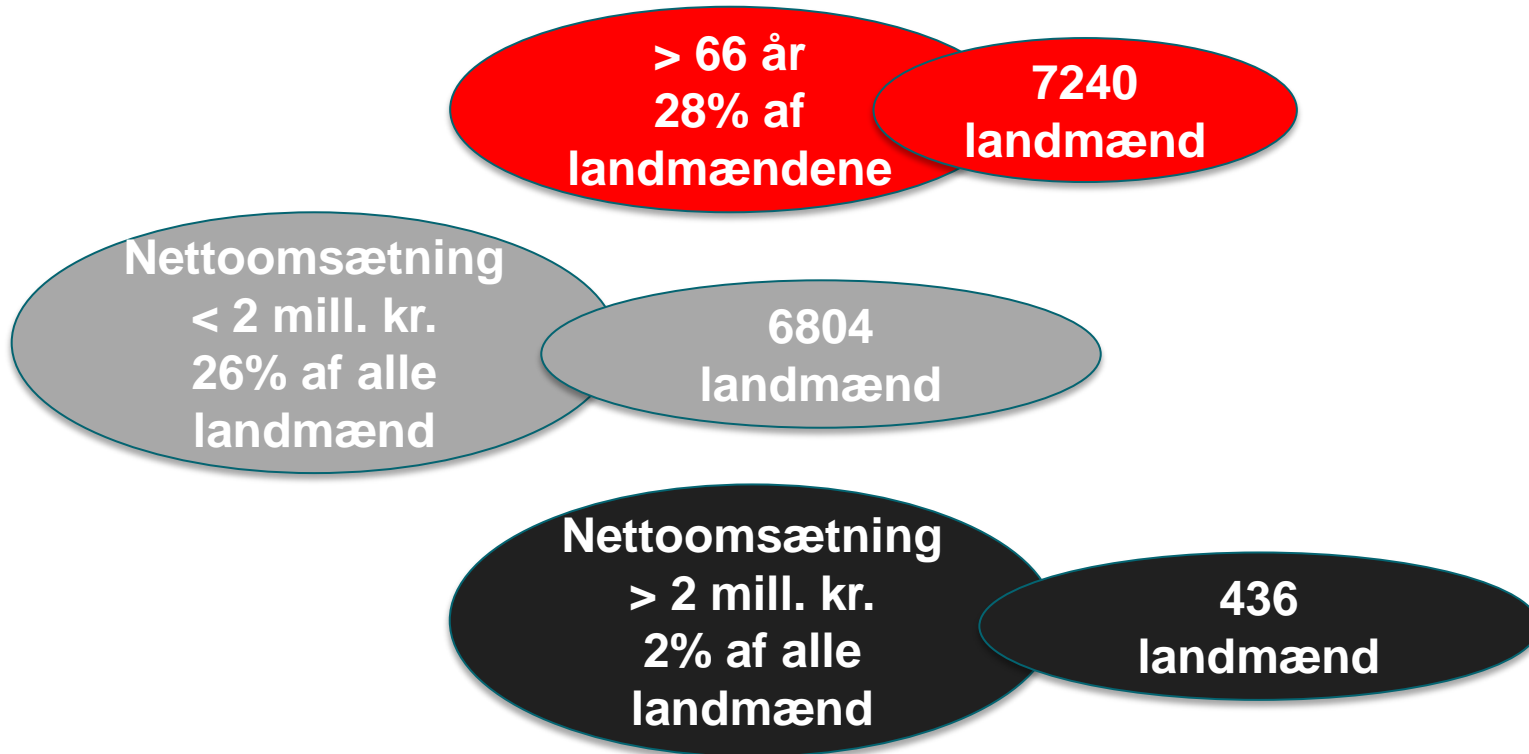 > 66 år
28% af
landmændene
7240
landmænd
Nettoomsætning
< 2 mill. kr.
26% af alle
landmænd
6804
landmænd
Nettoomsætning
> 2 mill. kr.
2% af alle
landmænd
436
landmænd